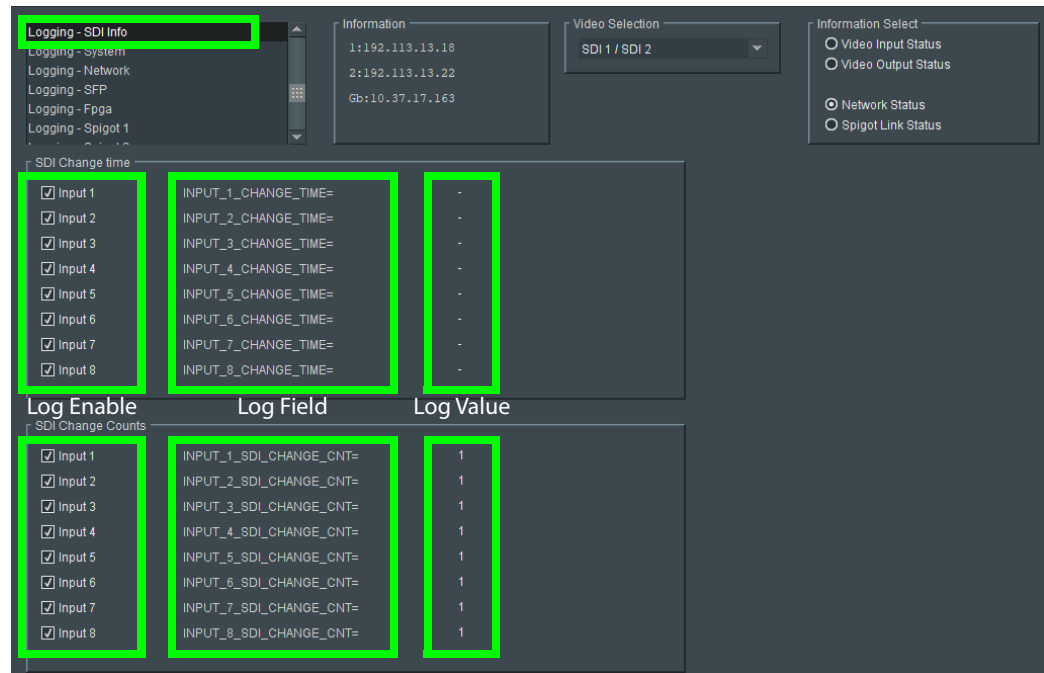 Logging - SDI Info
Logging - System
Logging - Network
Logging - SFP
Logging - Fpga
Logging - Spigot 1
Information
1:192.113.13.18
2:192.113.13.22
Gb:10.37.17.163
Video Selection
SDI 1 / SDI 2
Information Select
Video Input Status
Video Output Status
Network Status
Spigot Link Status
SDI Change time
Input 1 INPUT_1_CHANGE_TIME= -
Input 2 INPUT_2_CHANGE_TIME= -
Input 3 INPUT_3_CHANGE_TIME= -
Input 4 INPUT_4_CHANGE_TIME= -
Input 5 INPUT_5_CHANGE_TIME= -
Input 6 INPUT_6_CHANGE_TIME= -
Input 7 INPUT_7_CHANGE_TIME= -
Input 8 INPUT_8_CHANGE_TIME= -
Log Enable Log Field Log Value
SDI Change Counts
Input 1 INPUT_1_SDI_CHANGE_CNT= 1
Input 2 INPUT_2_SDI_CHANGE_CNT= 1
Input 3 INPUT_3_SDI_CHANGE_CNT= 1
Input 4 INPUT_4_SDI_CHANGE_CNT= 1
Input 5 INPUT_5_SDI_CHANGE_CNT= 1
Input 6 INPUT_6_SDI_CHANGE_CNT= 1
Input 7 INPUT_7_SDI_CHANGE_CNT= 1
Input 8 INPUT_8_SDI_CHANGE_CNT= 1